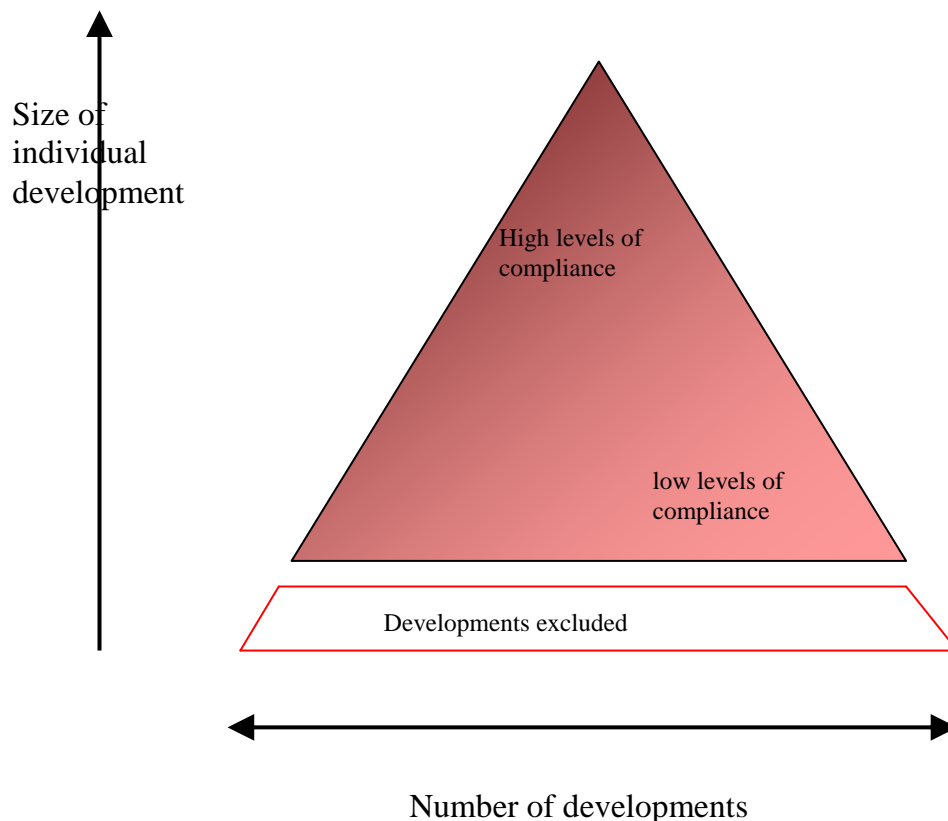 Size of
individual
development
High levels of
compliance
low levels of
compliance
Developments excluded
Number of developments